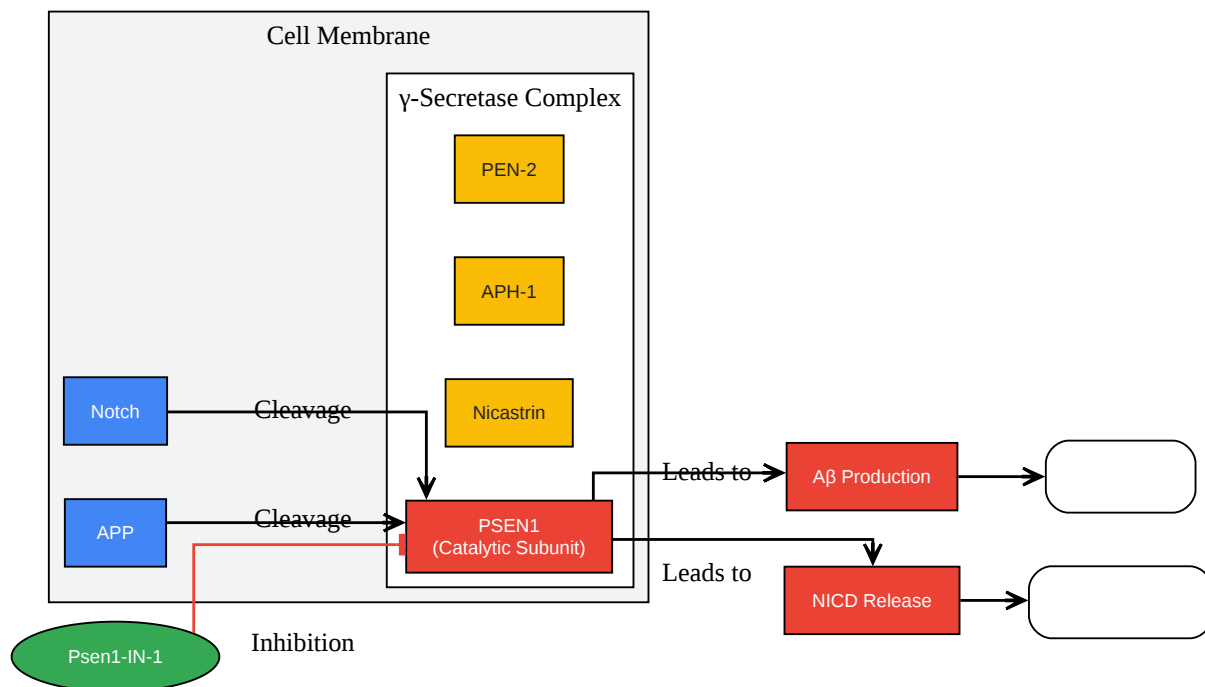 Cell Membrane
γ-Secretase Complex
PEN-2
APH-1
Notch
Cleavage
Nicastrin
Leads to
Aβ Production
APP
Cleavage
PSEN1
(Catalytic Subunit)
Leads to
NICD Release
Psen1-IN-1
Inhibition